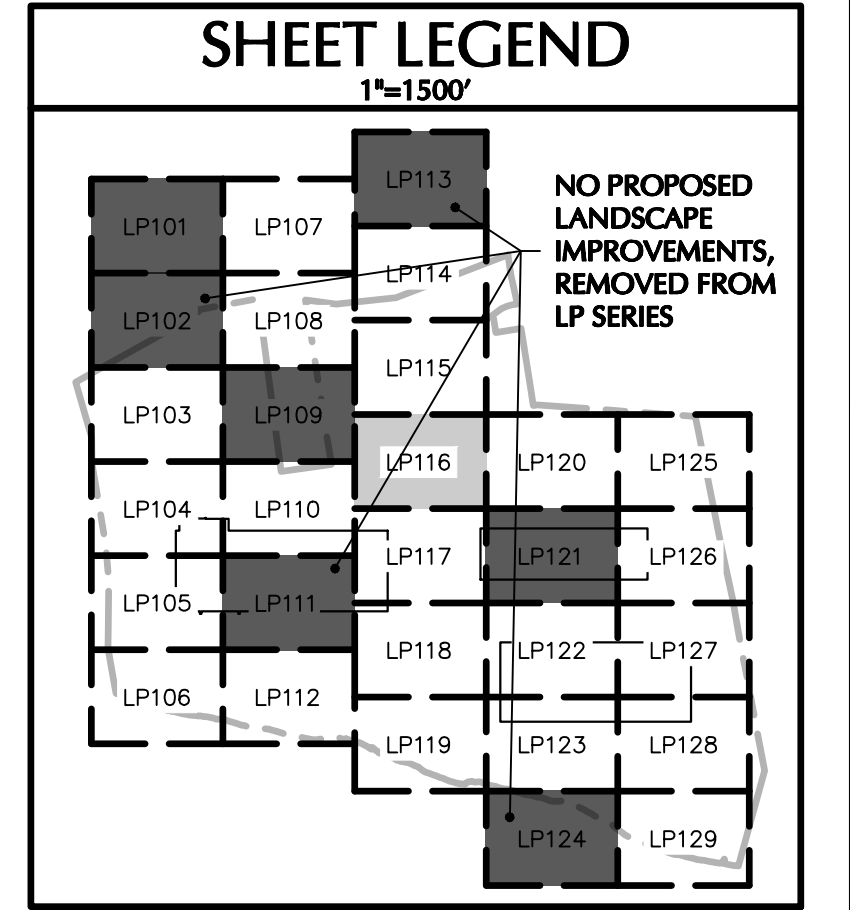 SHEET LEGEND
1"=1500'
NO PROPOSED
LANDSCAPE
IMPROVEMENTS,
REMOVED FROM
LP SERIES
LP113
LP101
LP107
LP114
LP102
LP108
LP115
LP103
LP109
LP116
LP120
LP125
LP104
LP110
LP117
LP121
LP126
LP105
LP111
LP118
LP122
LP127
LP106
LP112
LP119
LP123
LP128
LP124
LP129